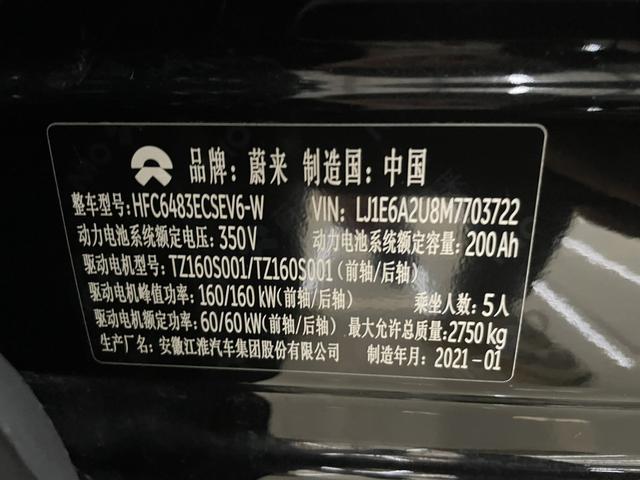 品牌：蔚来 制造国：中国
整车型号：HFC6483ECSEV6-W VIN：LJ1E6A2U8M7703722
动力电池系统额定电压：350V 动力电池系统额定容量：200Ah
驱动电机型号：TZ160S001/TZ160S001（前轴/后轴）
驱动电机峰值功率：160/160kW（前轴/后轴） 乘坐人数：5人
驱动电机额定功率：60/60kW（前轴/后轴） 最大允许总质量：2750kg
生产厂名：安徽江淮汽车集团股份有限公司 制造年月：2021-01